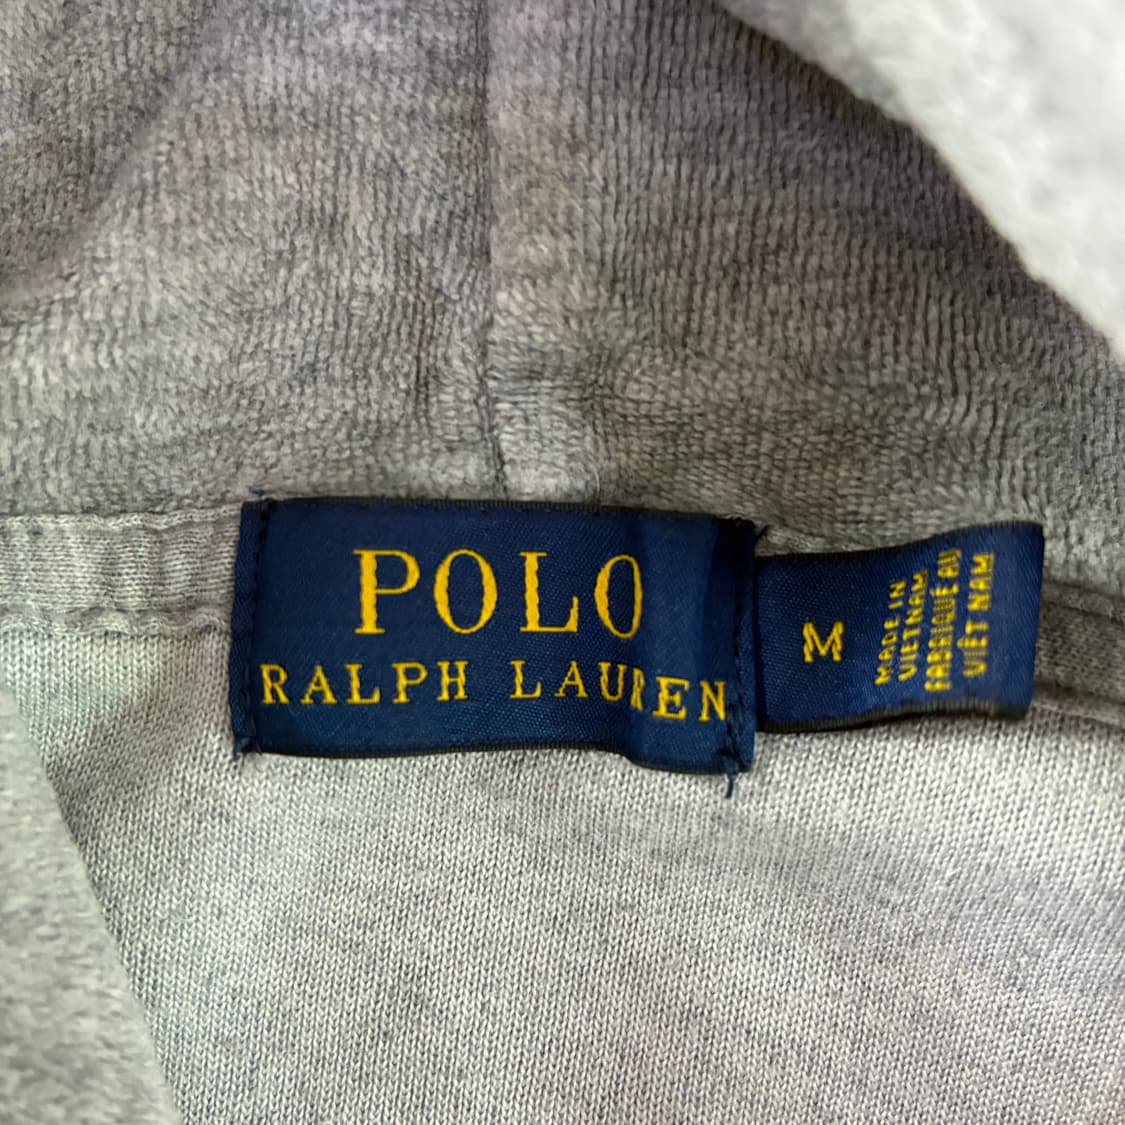 POLO
RALPH LAUREN
M
MADE IN
VIETNAM
FABRIQUÉ AU
VIÊT NAM